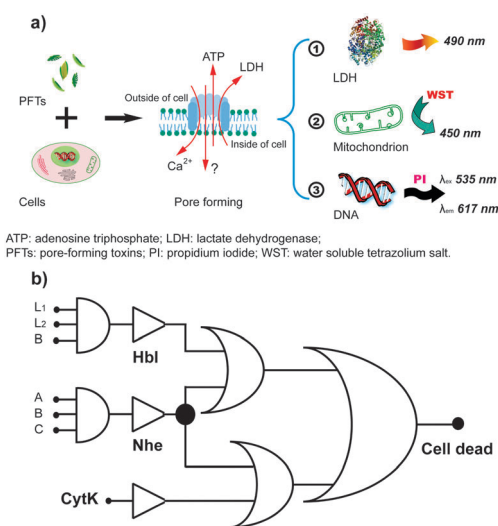 a)
PFTs
Cells
ATP
LDH
Outside of cell
Inside of cell
Ca2+
?
Pore forming
1
LDH
490 nm
2
Mitochondrion
WST
450 nm
3
DNA
PI
λex 535 nm
λem 617 nm
ATP: adenosine triphosphate; LDH: lactate dehydrogenase;
PFTs: pore-forming toxins; PI: propidium iodide; WST: water soluble tetrazolium salt.
b)
L1
L2
B
Hbl
A
B
C
Nhe
CytK
Cell dead